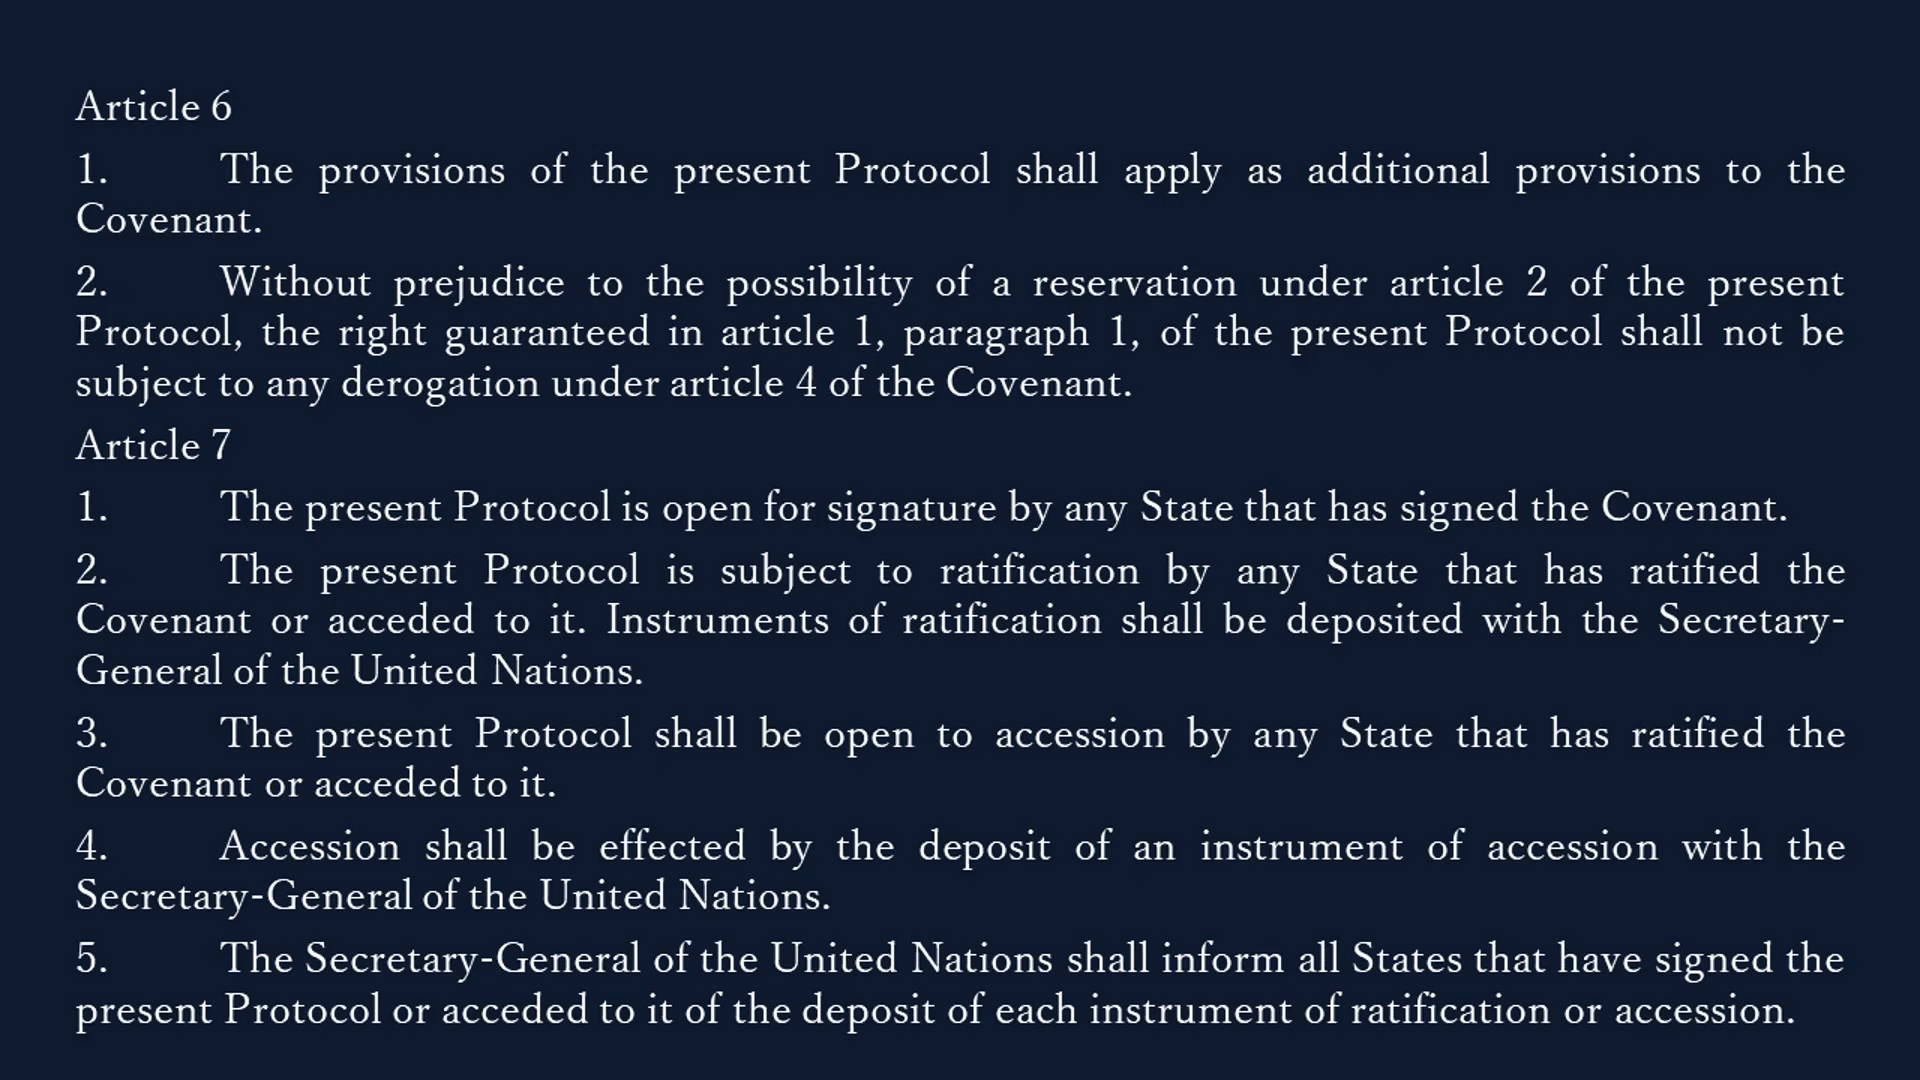 Article 6
1. The provisions of the present Protocol shall apply as additional provisions to the
Covenant.
2. Without prejudice to the possibility of a reservation under article 2 of the present
Protocol, the right guaranteed in article 1, paragraph 1, of the present Protocol shall not be
subject to any derogation under article 4 of the Covenant.
Article 7
1. The present Protocol is open for signature by any State that has signed the Covenant.
2. The present Protocol is subject to ratification by any State that has ratified the
Covenant or acceded to it. Instruments of ratification shall be deposited with the Secretary-
General of the United Nations.
3. The present Protocol shall be open to accession by any State that has ratified the
Covenant or acceded to it.
4. Accession shall be effected by the deposit of an instrument of accession with the
Secretary-General of the United Nations.
5. The Secretary-General of the United Nations shall inform all States that have signed the
present Protocol or acceded to it of the deposit of each instrument of ratification or accession.